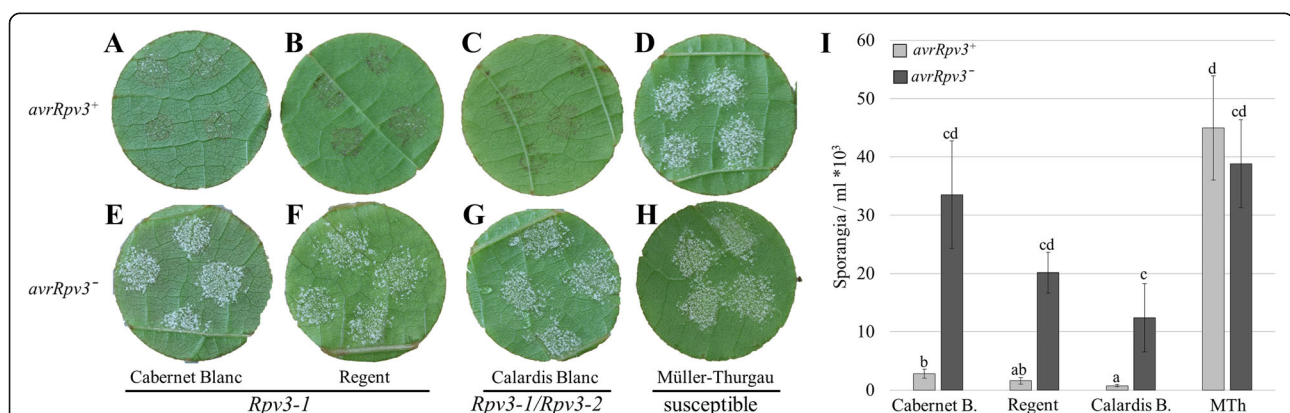 A B C D
avrRpv3+
E F G H
avrRpv3−
Cabernet Blanc Regent Calardis Blanc Müller-Thurgau
Rpv3-1 Rpv3-1/Rpv3-2 susceptible
I
60
50
40
30
20
10
0
Sporangia / ml *10³
avrRpv3+
avrRpv3−
b cd ab cd a c d cd
Cabernet B. Regent Calardis B. MTh